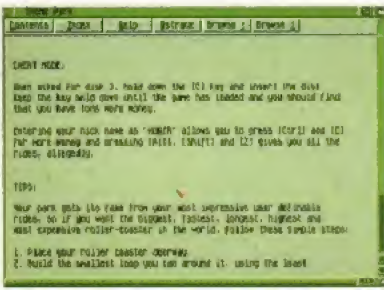 Theme Park
Contents Index Help Retrace Browse < Browse >
CHEAT MODE:
When asked for disk 3, hold down the [C] key and insert the disk
keep the key held down until the game has loaded and you should find
that you have tons more money.
Entering your nick name as "HORZA" allows you to press [Ctrl] and [C]
for more money and pressing [Alt], [Shift] and [Z] gives you all the
rides, allegedly.
TIPS:
Your park gets its fame from your most impressive user definable
rides. So if you want the biggest, fastest, longest, highest and
most expensive roller-coaster in the world, follow these simple steps:
1. Place your roller coaster doorway
2. Build the smallest loop you can around it, using the least